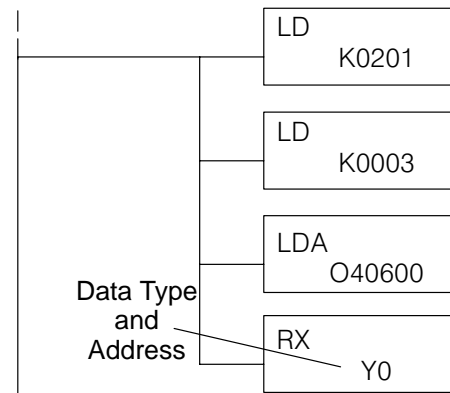 LD
K0201
LD
K0003
LDA
O40600
Data Type
and
Address
RX
Y0